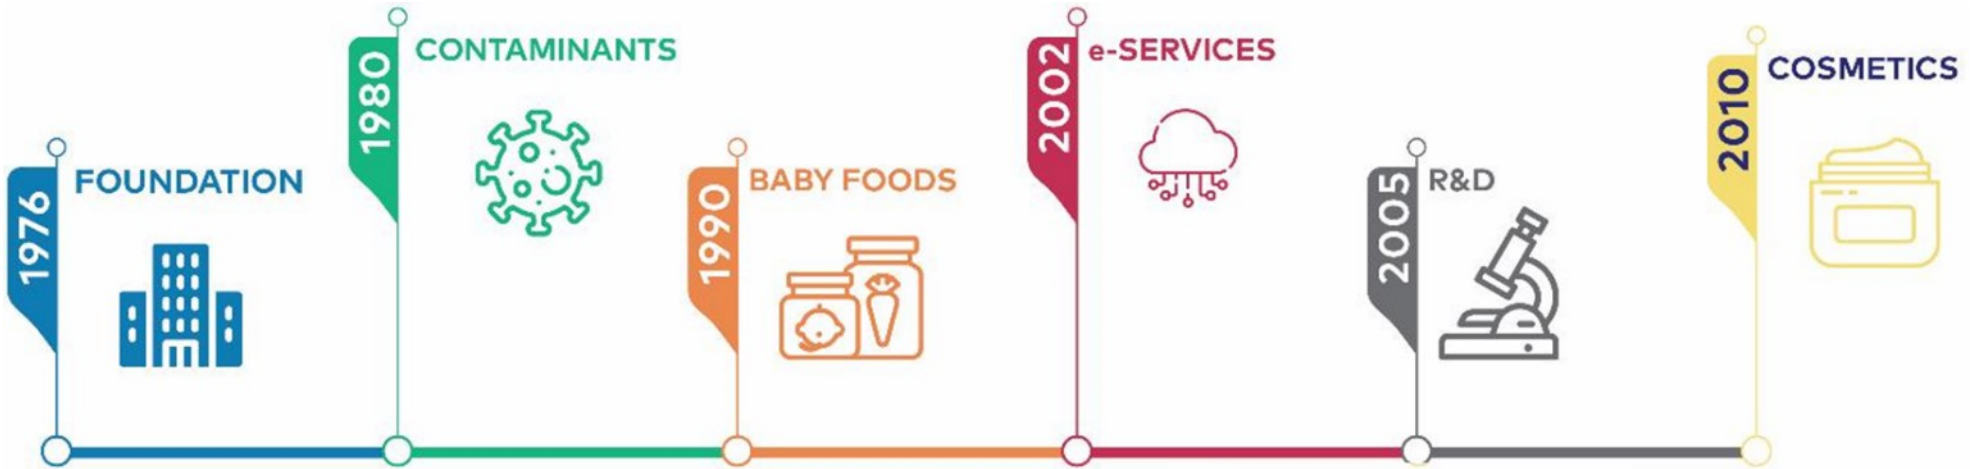 1976
FOUNDATION
1980
CONTAMINANTS
1990
BABY FOODS
2002
e-SERVICES
2005
R&D
2010
COSMETICS